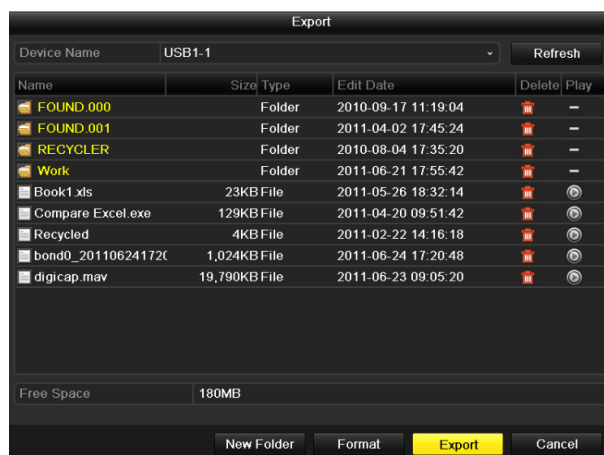 Export
Device Name USB1-1 Refresh
Name Size Type Edit Date Delete Play
FOUND.000 Folder 2010-09-17 11:19:04 –
FOUND.001 Folder 2011-04-02 17:45:24 –
RECYCLER Folder 2010-08-04 17:35:20 –
Work Folder 2011-06-21 17:55:42 –
Book1.xls 23KB File 2011-05-26 18:32:14
Compare Excel.exe 129KB File 2011-04-20 09:51:42
Recycled 4KB File 2011-02-22 14:16:18
bond0_201106241720 1,024KB File 2011-06-24 17:20:48
digicap.mav 19,790KB File 2011-06-23 09:05:20
Free Space 180MB
New Folder Format Export Cancel